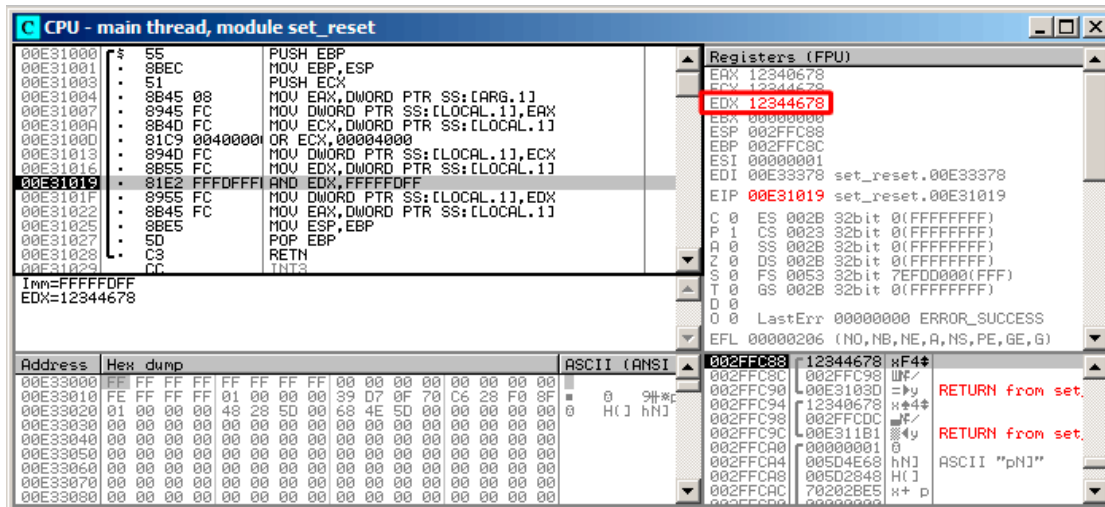 CPU - main thread, module set_reset
00E31000 $ 55 PUSH EBP
00E31001 . 8BEC MOV EBP,ESP
00E31003 . 51 PUSH ECX
00E31004 . 8B45 08 MOV EAX,DWORD PTR SS:[ARG.1]
00E31007 . 8945 FC MOV DWORD PTR SS:[LOCAL.1],EAX
00E3100A . 8B4D FC MOV ECX,DWORD PTR SS:[LOCAL.1]
00E3100D . 81C9 00400000 OR ECX,00004000
00E31013 . 894D FC MOV DWORD PTR SS:[LOCAL.1],ECX
00E31016 . 8B55 FC MOV EDX,DWORD PTR SS:[LOCAL.1]
00E31019 . 81E2 FFFDFFFF AND EDX,FFFFFDFF
00E3101F . 8955 FC MOV DWORD PTR SS:[LOCAL.1],EDX
00E31022 . 8B45 FC MOV EAX,DWORD PTR SS:[LOCAL.1]
00E31025 . 8BE5 MOV ESP,EBP
00E31027 . 5D POP EBP
00E31028 . C3 RETN
00E31029 CC INT3
Imm=FFFFFDFF
EDX=12344678
Registers (FPU)
EAX 12340678
ECX 12344678
EDX 12344678
EBX 00000000
ESP 002FFC88
EBP 002FFC8C
ESI 00000001
EDI 00E33378 set_reset.00E33378
EIP 00E31019 set_reset.00E31019
C 0 ES 002B 32bit 0(FFFFFFFF)
P 1 CS 0023 32bit 0(FFFFFFFF)
A 0 SS 002B 32bit 0(FFFFFFFF)
Z 0 DS 002B 32bit 0(FFFFFFFF)
S 0 FS 0053 32bit 7EFDD000(FFF)
T 0 GS 002B 32bit 0(FFFFFFFF)
D 0
O 0 LastErr 00000000 ERROR_SUCCESS
EFL 00000206 (NO,NB,NE,A,NS,PE,GE,G)
Address Hex dump ASCII (ANSI
00E33000 FF FF FF FF FF FF FF FF 00 00 00 00 00 00 00 00
00E33010 FE FF FF FF 01 00 00 00 39 D7 0F 70 C6 28 F0 8F
00E33020 01 00 00 00 48 28 5D 00 68 4E 5D 00 00 00 00 00 H(] hN]
00E33030 00 00 00 00 00 00 00 00 00 00 00 00 00 00 00 00
00E33040 00 00 00 00 00 00 00 00 00 00 00 00 00 00 00 00
00E33050 00 00 00 00 00 00 00 00 00 00 00 00 00 00 00 00
00E33060 00 00 00 00 00 00 00 00 00 00 00 00 00 00 00 00
00E33070 00 00 00 00 00 00 00 00 00 00 00 00 00 00 00 00
00E33080 00 00 00 00 00 00 00 00 00 00 00 00 00 00 00 00
002FFC88 12344678 xF4
002FFC8C 002FFC98
002FFC90 00E3103D RETURN from set_
002FFC94 12340678
002FFC98 002FFCDC
002FFC9C 00E311B1 RETURN from set_
002FFCA0 00000001
002FFCA4 005D4E68 hN] ASCII "pN]"
002FFCA8 005D2848 H(]
002FFCAC 70202BE5